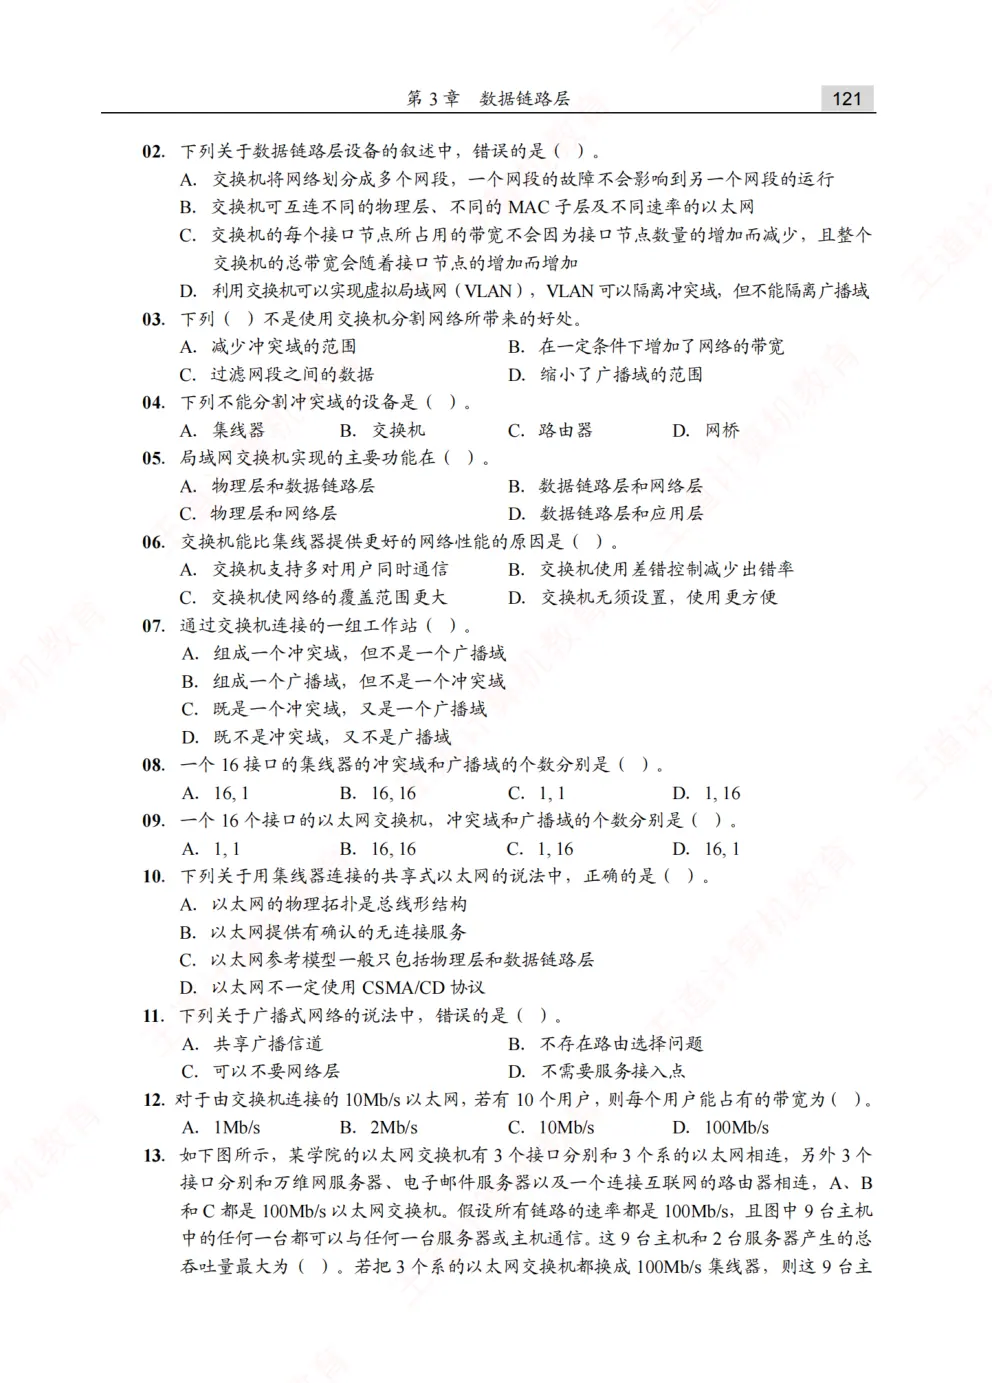 第 3 章 数据链路层 121
02. 下列关于数据链路层设备的叙述中，错误的是（ ）。
A. 交换机将网络划分成多个网段，一个网段的故障不会影响到另一个网段的运行
B. 交换机可互连不同的物理层、不同的 MAC 子层及不同速率的以太网
C. 交换机的每个接口节点所占用的带宽不会因为接口节点数量的增加而减少，且整个
交换机的总带宽会随着接口节点的增加而增加
D. 利用交换机可以实现虚拟局域网（VLAN），VLAN 可以隔离冲突域，但不能隔离广播域
03. 下列（ ）不是使用交换机分割网络所带来的好处。
A. 减少冲突域的范围 B. 在一定条件下增加了网络的带宽
C. 过滤网段之间的数据 D. 缩小了广播域的范围
04. 下列不能分割冲突域的设备是（ ）。
A. 集线器 B. 交换机 C. 路由器 D. 网桥
05. 局域网交换机实现的主要功能在（ ）。
A. 物理层和数据链路层 B. 数据链路层和网络层
C. 物理层和网络层 D. 数据链路层和应用层
06. 交换机能比集线器提供更好的网络性能的原因是（ ）。
A. 交换机支持多对用户同时通信 B. 交换机使用差错控制减少出错率
C. 交换机使网络的覆盖范围更大 D. 交换机无须设置，使用更方便
07. 通过交换机连接的一组工作站（ ）。
A. 组成一个冲突域，但不是一个广播域
B. 组成一个广播域，但不是一个冲突域
C. 既是一个冲突域，又是一个广播域
D. 既不是冲突域，又不是广播域
08. 一个 16 接口的集线器的冲突域和广播域的个数分别是（ ）。
A. 16, 1 B. 16, 16 C. 1, 1 D. 1, 16
09. 一个 16 个接口的以太网交换机，冲突域和广播域的个数分别是（ ）。
A. 1, 1 B. 16, 16 C. 1, 16 D. 16, 1
10. 下列关于用集线器连接的共享式以太网的说法中，正确的是（ ）。
A. 以太网的物理拓扑是总线形结构
B. 以太网提供有确认的无连接服务
C. 以太网参考模型一般只包括物理层和数据链路层
D. 以太网不一定使用 CSMA/CD 协议
11. 下列关于广播式网络的说法中，错误的是（ ）。
A. 共享广播信道 B. 不存在路由选择问题
C. 可以不要网络层 D. 不需要服务接入点
12. 对于由交换机连接的 10Mb/s 以太网，若有 10 个用户，则每个用户能占有的带宽为（ ）。
A. 1Mb/s B. 2Mb/s C. 10Mb/s D. 100Mb/s
13. 如下图所示，某学院的以太网交换机有 3 个接口分别和 3 个系的以太网相连，另外 3 个
接口分别和万维网服务器、电子邮件服务器以及一个连接互联网的路由器相连，A、B
和 C 都是 100Mb/s 以太网交换机。假设所有链路的速率都是 100Mb/s，且图中 9 台主机
中的任何一台都可以与任何一台服务器或主机通信。这 9 台主机和 2 台服务器产生的总
吞吐量最大为（ ）。若把 3 个系的以太网交换机都换成 100Mb/s 集线器，则这 9 台主